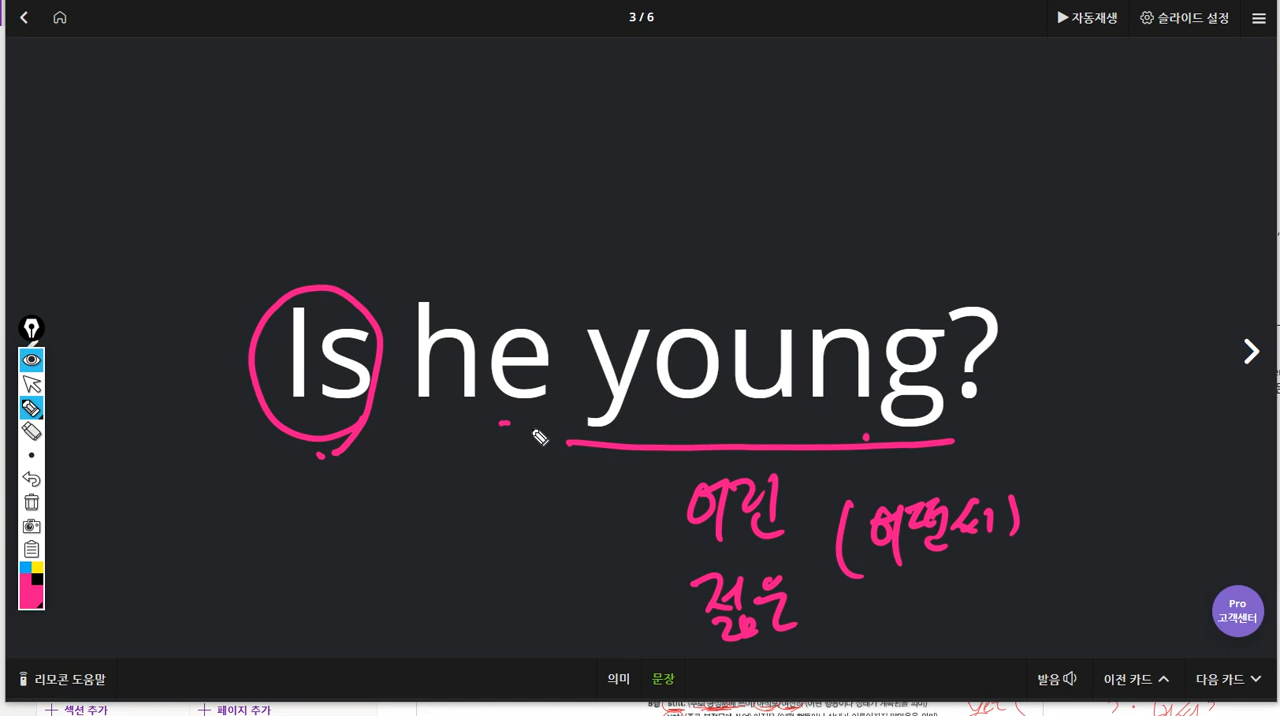 3 / 6
자동재생
슬라이드 설정
Is he young?
어린
(어떤씨)
젊은
Pro
고객센터
리모콘 도움말
의미
문장
발음
이전 카드
다음 카드
섹션 추가
페이지 추가